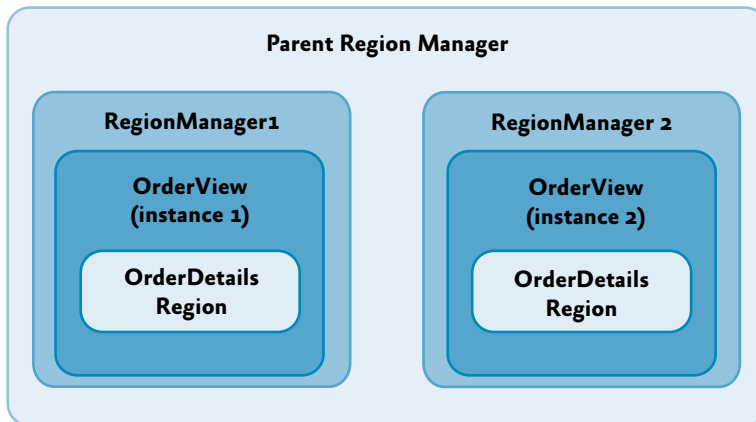 Parent Region Manager
RegionManager1
OrderView
(instance 1)
OrderDetails
Region
RegionManager 2
OrderView
(instance 2)
OrderDetails
Region